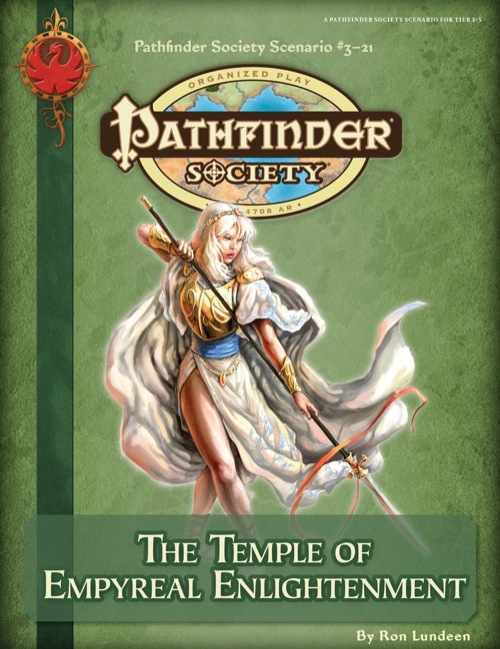 A PATHFINDER SOCIETY SCENARIO FOR TIER 1–5
Pathfinder Society Scenario #3–21
ORGANIZED PLAY
PATHFINDER
SOCIETY
4708 AR
THE TEMPLE OF
EMPYREAL ENLIGHTENMENT
By Ron Lundeen